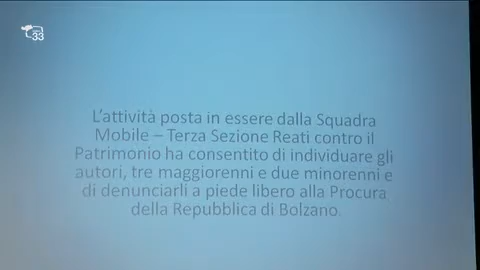 33
L'attività posta in essere dalla Squadra
Mobile – Terza Sezione Reati contro il
Patrimonio ha consentito di individuare gli
autori, tre maggiorenni e due minorenni e
di denunciarli a piede libero alla Procura
della Repubblica di Bolzano.